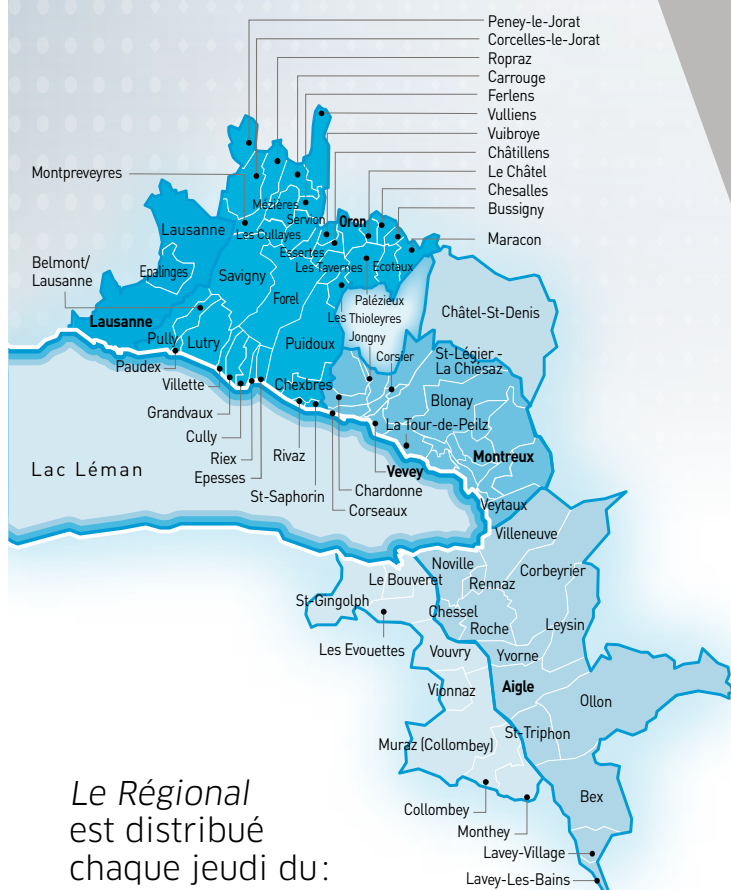 Peney-le-Jorat
Corcelles-le-Jorat
Ropraz
Carrouge
Ferlens
Vulliens
Vuibroye
Châtillens
Le Châtel
Chesalles
Bussigny
Maracon
Montpreveyres
Mézières
Servion
Oron
Lausanne
Les Cullayes
Essertes
Les Tavernes
Ecotaux
Belmont/
Lausanne
Epalinges
Savigny
Forel
Palézieux
Les Thioleyres
Châtel-St-Denis
Lausanne
Pully
Lutry
Puidoux
Jongny
Corsier
St-Légier -
La Chiésaz
Paudex
Villette
Chexbres
Blonay
Grandvaux
La Tour-de-Peilz
Cully
Riex
Rivaz
Montreux
Lac Léman
Epesses
Vevey
St-Saphorin
Chardonne
Corseaux
Veytaux
Villeneuve
Noville
Corbeyrier
Le Bouveret
Rennaz
St-Gingolph
Chessel
Roche
Leysin
Les Evouettes
Vouvry
Yvorne
Vionnaz
Aigle
Ollon
St-Triphon
Muraz (Collombey)
Bex
Collombey
Monthey
Lavey-Village
Lavey-Les-Bains
Le Régional
est distribué
chaque jeudi du :